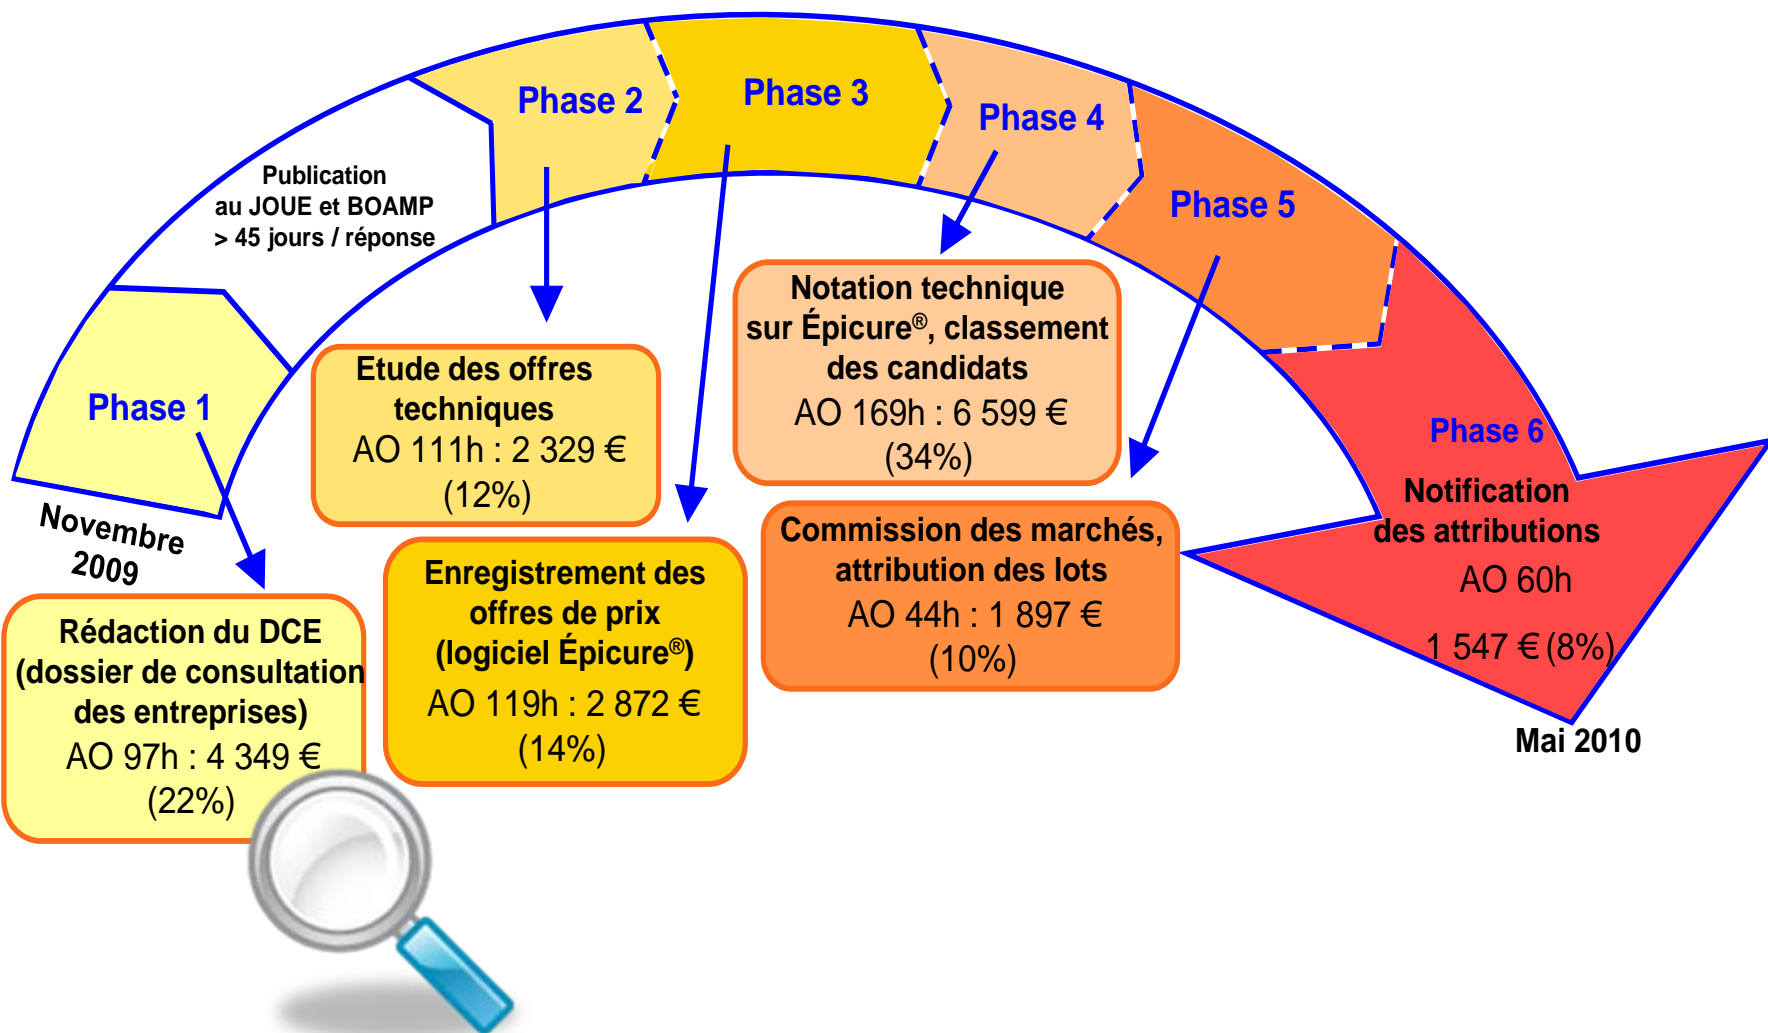 Phase 1
Novembre
2009
Rédaction du DCE
(dossier de consultation
des entreprises)
AO 97h : 4 349 €
(22%)
Publication
au JOUE et BOAMP
> 45 jours / réponse
Phase 2
Etude des offres
techniques
AO 111h : 2 329 €
(12%)
Phase 3
Enregistrement des
offres de prix
(logiciel Épicure®)
AO 119h : 2 872 €
(14%)
Phase 4
Notation technique
sur Épicure®, classement
des candidats
AO 169h : 6 599 €
(34%)
Phase 5
Commission des marchés,
attribution des lots
AO 44h : 1 897 €
(10%)
Phase 6
Notification
des attributions
AO 60h
1 547 € (8%)
Mai 2010